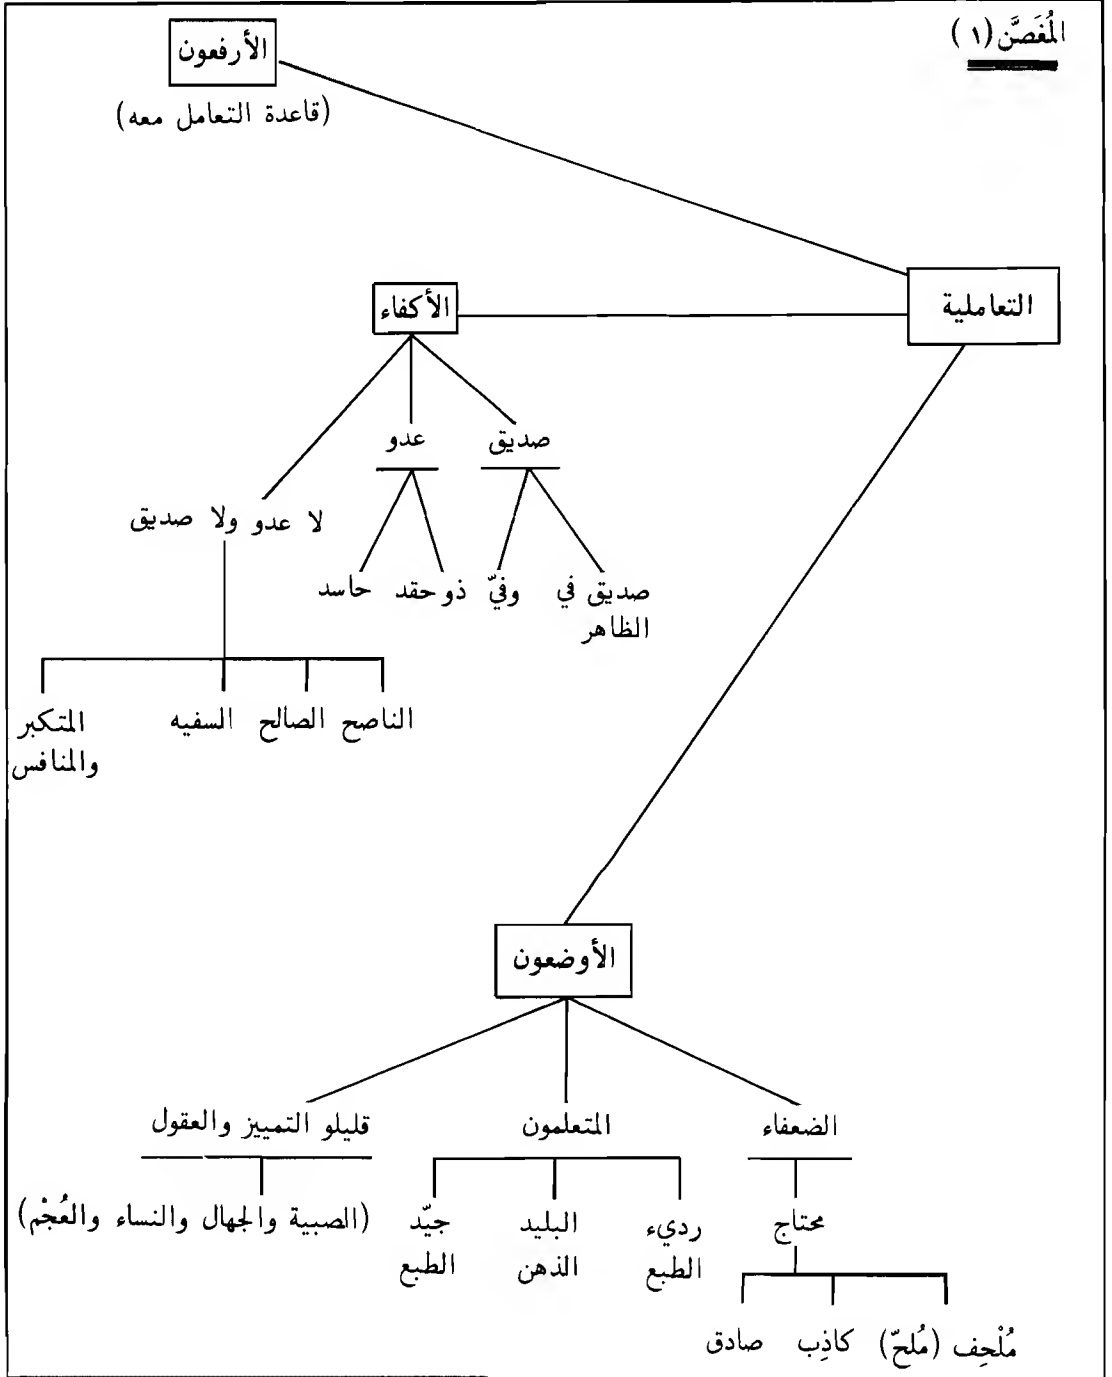 المُغَصَّن (١)
الأرفعون
(قاعدة التعامل معه)
التعاملية
الأكفاء
صديق
عدو
لا عدو ولا صديق
صديق في
الظاهر
وفيّ
ذو حقد
حاسد
الناصح
الصالح
السفيه
المتكبر
والمنافس
الأوضعون
الضعفاء
المتعلمون
قليلو التمييز والعقول
محتاج
رديء
الطبع
البليد
الذهن
جيّد
الطبع
(الصبية والجهال والنساء والعُجْم)
مُلْحِف (مُلحّ)
كاذِب
صادق